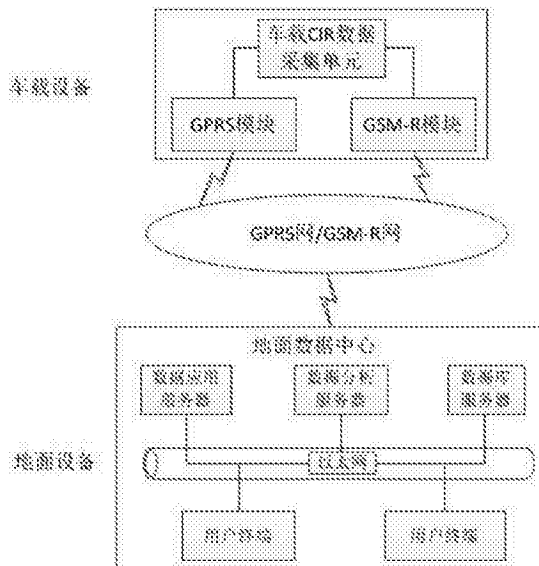 车载CIR数据
采集单元
车载设备
GPRS模块
GSM-R模块
GPRS网/GSM-R网
地面数据中心
数据应用
服务器
数据分析
服务器
数据库
服务器
地面设备
以太网
用户终端
用户终端